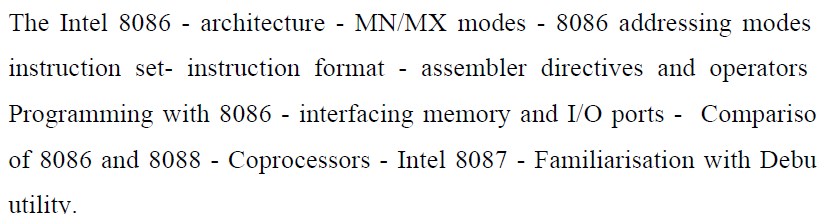 The Intel 8086 - architecture - MN/MX modes - 8086 addressing modes
instruction set- instruction format - assembler directives and operators
Programming with 8086 - interfacing memory and I/O ports - Compariso
of 8086 and 8088 - Coprocessors - Intel 8087 - Familiarisation with Debu
utility.